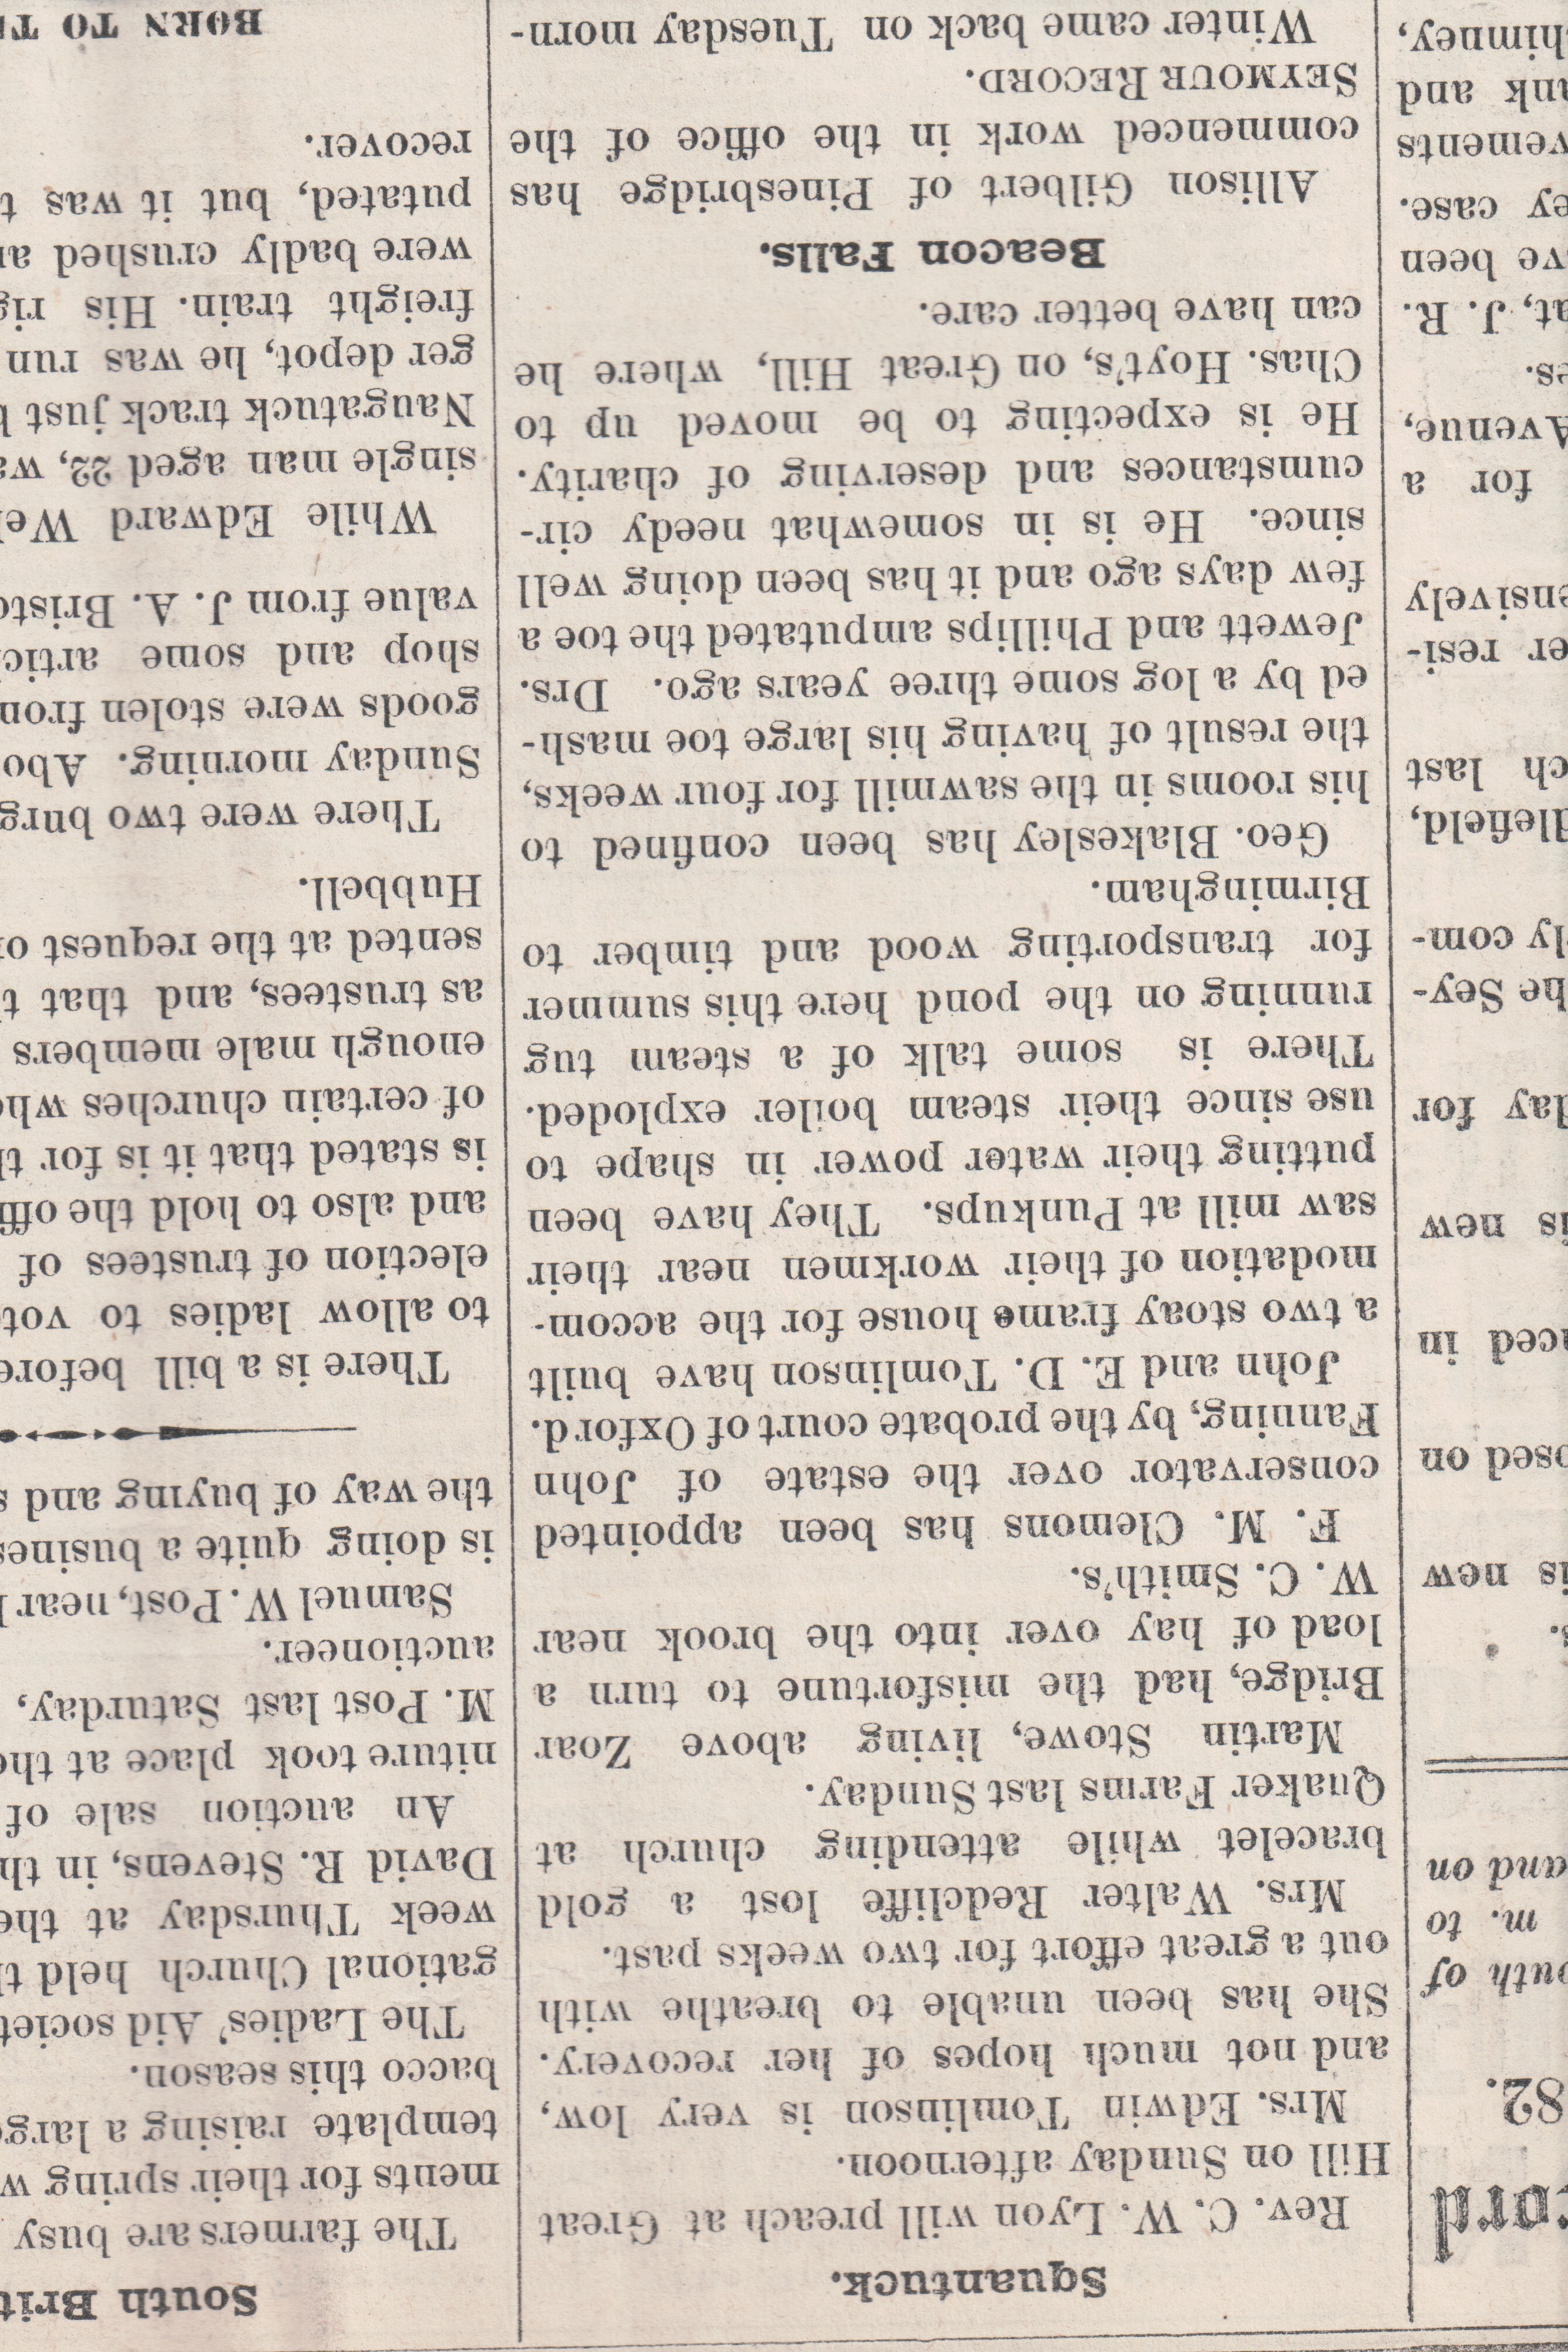 cord
82.
outh of
m. to
and on
s.
is new
osed on
aced in
is new
day for
he Sey-
ly com-
dlefield,
ch last
er resi-
ensively
for a
Avenue,
es.
at, J. R.
ave been
ey case.
vements
ank and
himney,
Squantuck.
Rev. C. W. Lyon will preach at Great
Hill on Sunday afternoon.
Mrs. Edwin Tomlinson is very low,
and not much hopes of her recovery.
She has been unable to breathe with
out a great effort for two weeks past.
Mrs. Walter Redcliffe lost a gold
bracelet while attending church at
Quaker Farms last Sunday.
Martin Stowe, living above Zoar
Bridge, had the misfortune to turn a
load of hay over into the brook near
W. C. Smith's.
F. M. Clemons has been appointed
conservator over the estate of John
Fanning, by the probate court of Oxford.
John and E. D. Tomlinson have built
a two stoay frame house for the accom-
modation of their workmen near their
saw mill at Punkups. They have been
putting their water power in shape to
use since their steam boiler exploded.
There is some talk of a steam tug
running on the pond here this summer
for transporting wood and timber to
Birmingham.
Geo. Blakesley has been confined to
his rooms in the sawmill for four weeks,
the result of having his large toe mash-
ed by a log some three years ago. Drs.
Jewett and Phillips amputated the toe a
few days ago and it has been doing well
since. He is in somewhat needy cir-
cumstances and deserving of charity.
He is expecting to be moved up to
Chas. Hoyt's, on Great Hill, where he
can have better care.
Beacon Falls.
Allison Gilbert of Pinesbridge has
commenced work in the office of the
SEYMOUR RECORD.
Winter came back on Tuesday morn-
South Brit
The farmers are busy
ments for their spring w
template raising a larg
bacco this season.
The Ladies' Aid societ
gational Church held t
week Thursday at the
David R. Stevens, in th
An auction sale of
niture took place at the
M. Post last Saturday,
auctioneer.
Samuel W. Post, near
is doing quite a busines
the way of buying and s
There is a bill before
to allow ladies to vot
election of trustees of
and also to hold the offi
is stated that it is for th
of certain churches who
enough male members
as trustees, and that t
sented at the request o
Hubbell.
There were two burg
Sunday morning. Abo
goods were stolen from
shop and some artic
value from J. A. Bristo
While Edward We
single man aged 22, wa
Naugatuck track just b
ger depot, he was run
freight train. His rig
were badly crushed an
putated, but it was t
recover.
BORN TO T